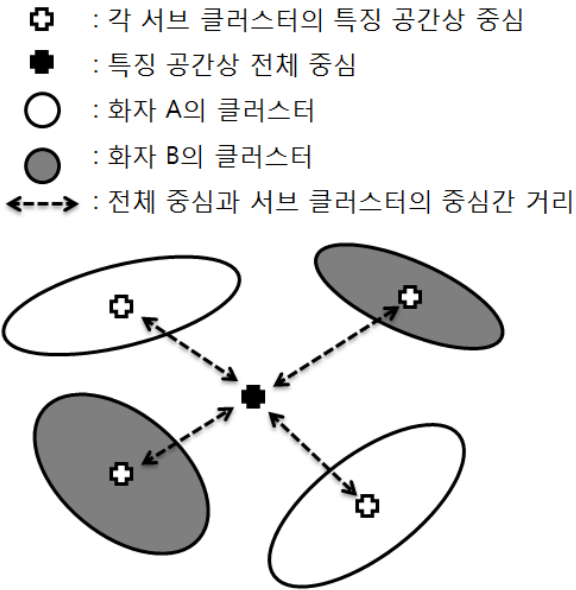 : 각 서브 클러스터의 특징 공간상 중심
: 특징 공간상 전체 중심
: 화자 A의 클러스터
: 화자 B의 클러스터
: 전체 중심과 서브 클러스터의 중심간 거리